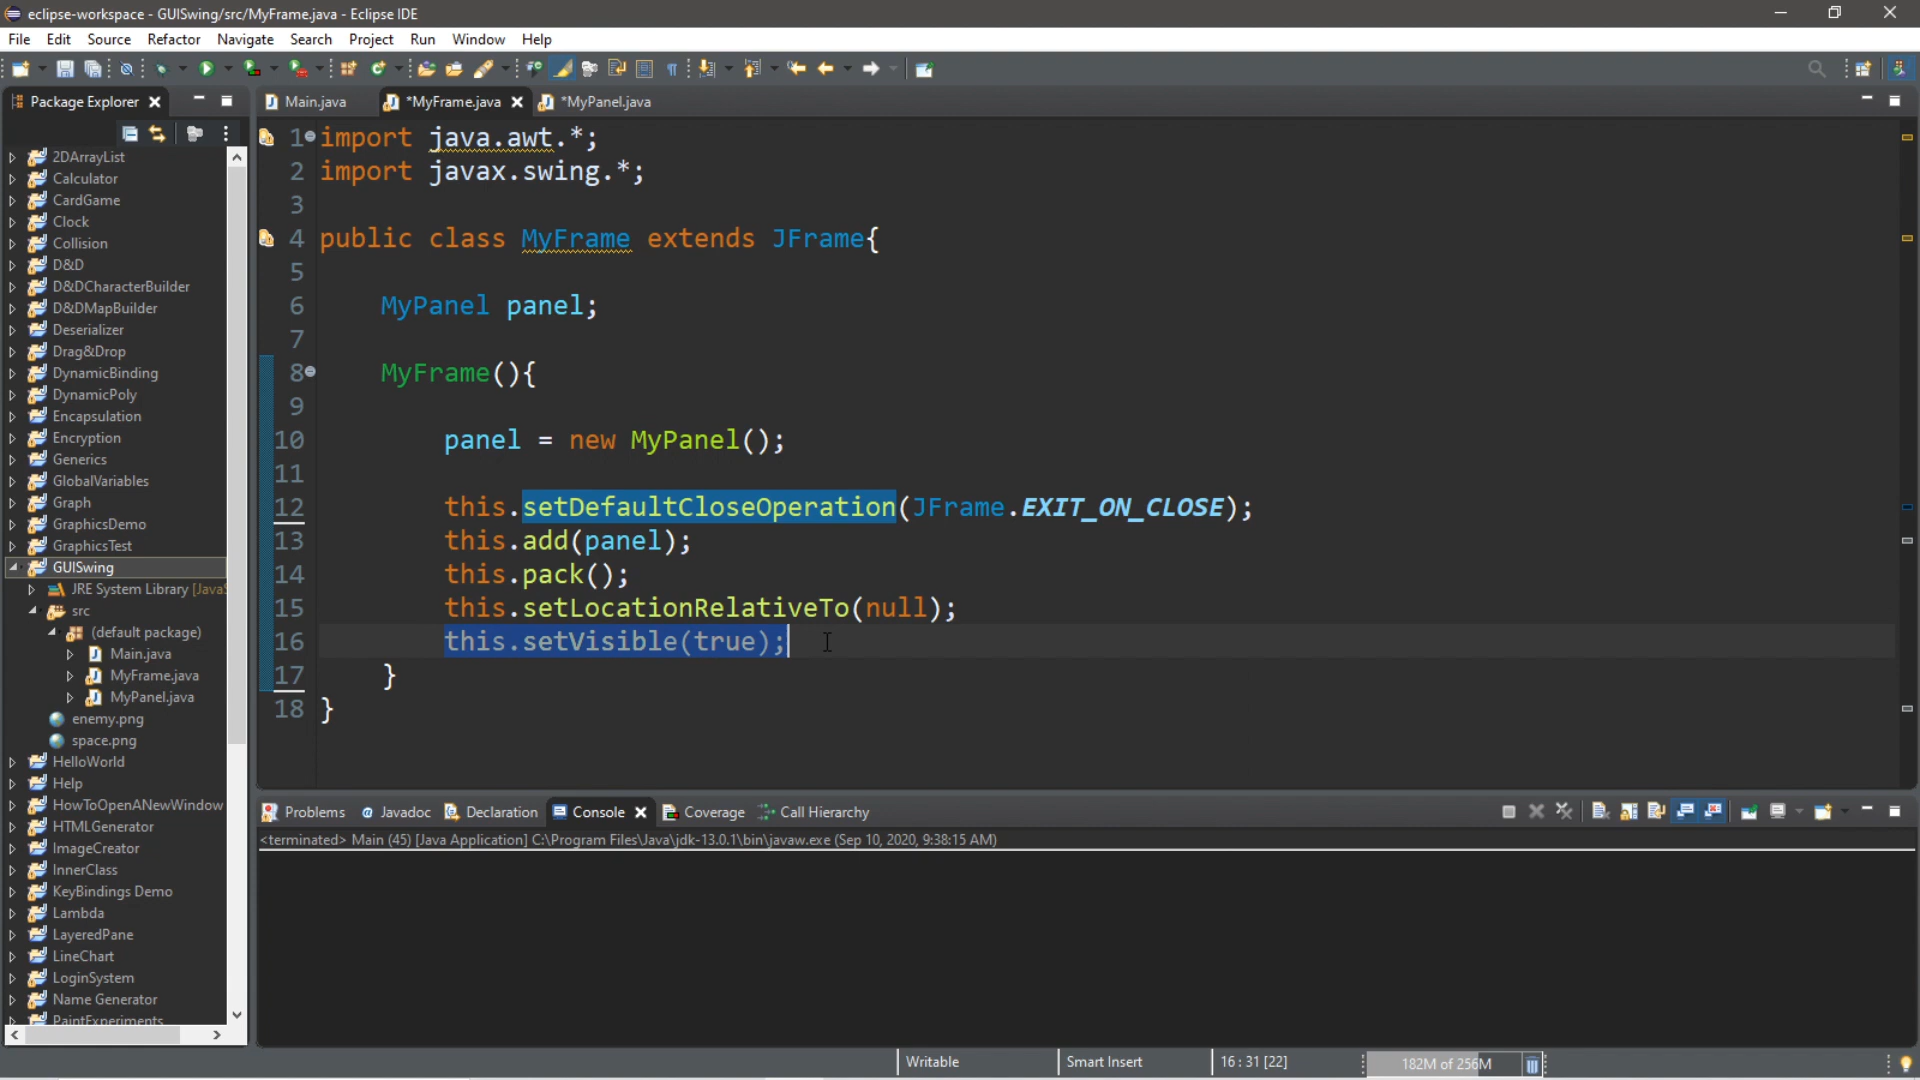 eclipse-workspace - GUISwing/src/MyFrame.java - Eclipse IDE
File Edit Source Refactor Navigate Search Project Run Window Help
Package Explorer
Main.java *MyFrame.java *MyPanel.java
2DArrayList
Calculator
CardGame
Clock
Collision
D&D
D&DCharacterBuilder
D&DMapBuilder
Deserializer
Drag&Drop
DynamicBinding
DynamicPoly
Encapsulation
Encryption
Generics
GlobalVariables
Graph
GraphicsDemo
GraphicsTest
GUISwing
JRE System Library [JavaS
src
(default package)
Main.java
MyFrame.java
MyPanel.java
enemy.png
space.png
HelloWorld
Help
HowToOpenANewWindow
HTMLGenerator
ImageCreator
InnerClass
KeyBindings Demo
Lambda
LayeredPane
LineChart
LoginSystem
Name Generator
PaintExperiments
1 import java.awt.*;
2 import javax.swing.*;
3
4 public class MyFrame extends JFrame{
5
6 MyPanel panel;
7
8 MyFrame(){
9
10 panel = new MyPanel();
11
12 this.setDefaultCloseOperation(JFrame.EXIT_ON_CLOSE);
13 this.add(panel);
14 this.pack();
15 this.setLocationRelativeTo(null);
16 this.setVisible(true);
17 }
18 }
Problems Javadoc Declaration Console Coverage Call Hierarchy
<terminated> Main (45) [Java Application] C:\Program Files\Java\jdk-13.0.1\bin\javaw.exe (Sep 10, 2020, 9:38:15 AM)
Writable Smart Insert 16 : 31 [22] 182M of 256M